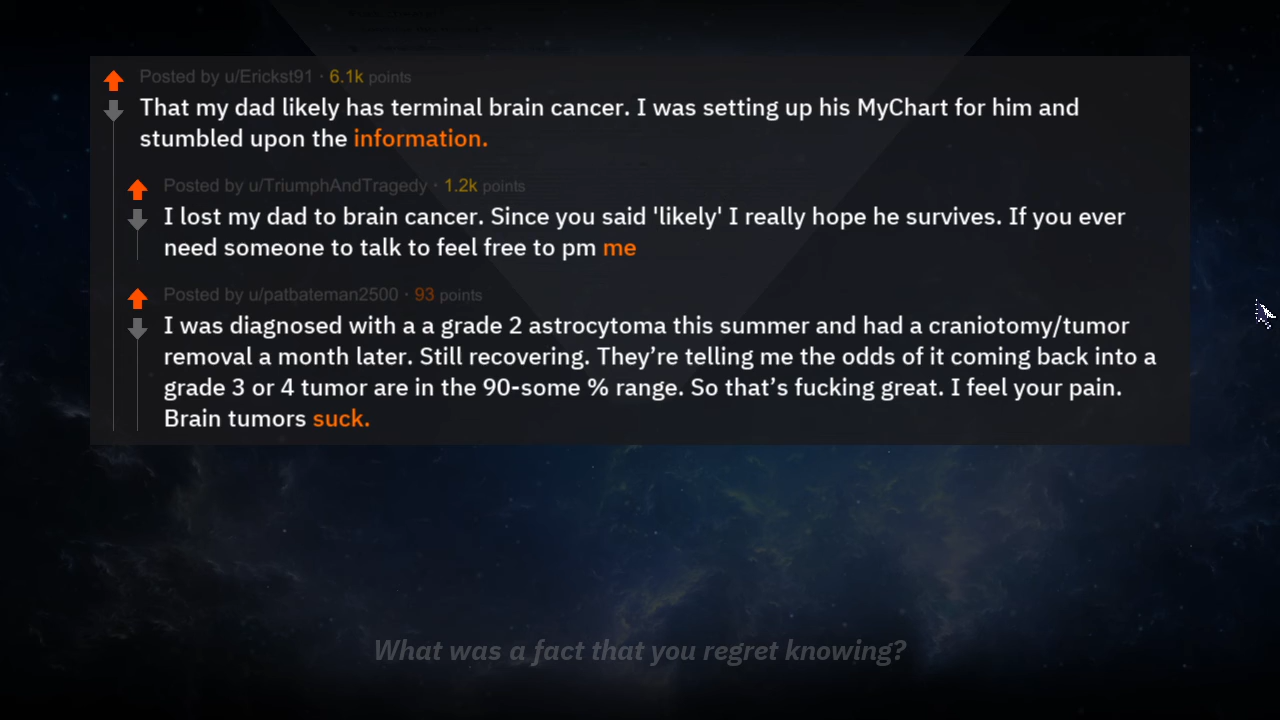 Posted by u/Erickst91 · 6.1k points
That my dad likely has terminal brain cancer. I was setting up his MyChart for him and
stumbled upon the information.
Posted by u/TriumphAndTragedy · 1.2k points
I lost my dad to brain cancer. Since you said 'likely' I really hope he survives. If you ever
need someone to talk to feel free to pm me
Posted by u/patbateman2500 · 93 points
I was diagnosed with a a grade 2 astrocytoma this summer and had a craniotomy/tumor
removal a month later. Still recovering. They’re telling me the odds of it coming back into a
grade 3 or 4 tumor are in the 90-some % range. So that’s fucking great. I feel your pain.
Brain tumors suck.
What was a fact that you regret knowing?